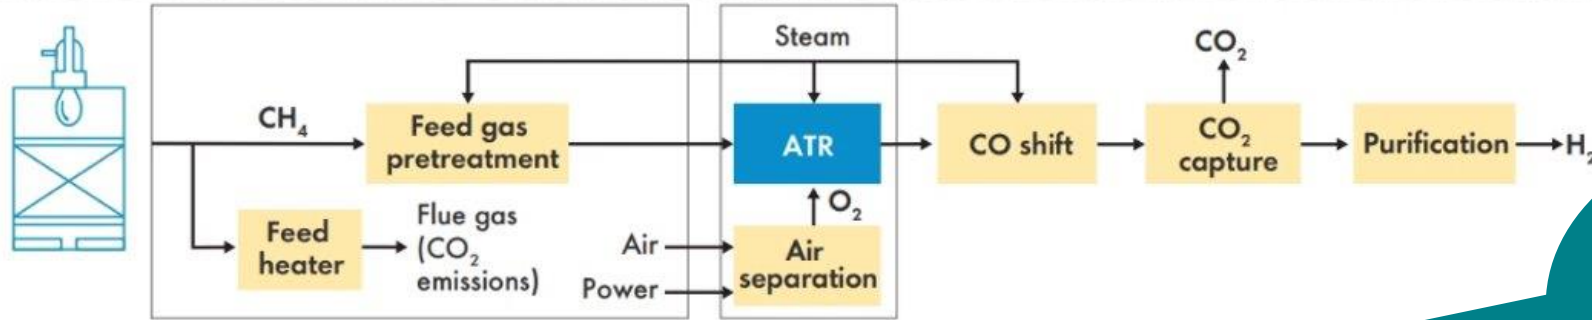 Steam
CO₂
CH₄
Feed gas
pretreatment
ATR
CO shift
CO₂
capture
Purification
H₂
O₂
Feed
heater
Flue gas
(CO₂
emissions)
Air
Power
Air
separation